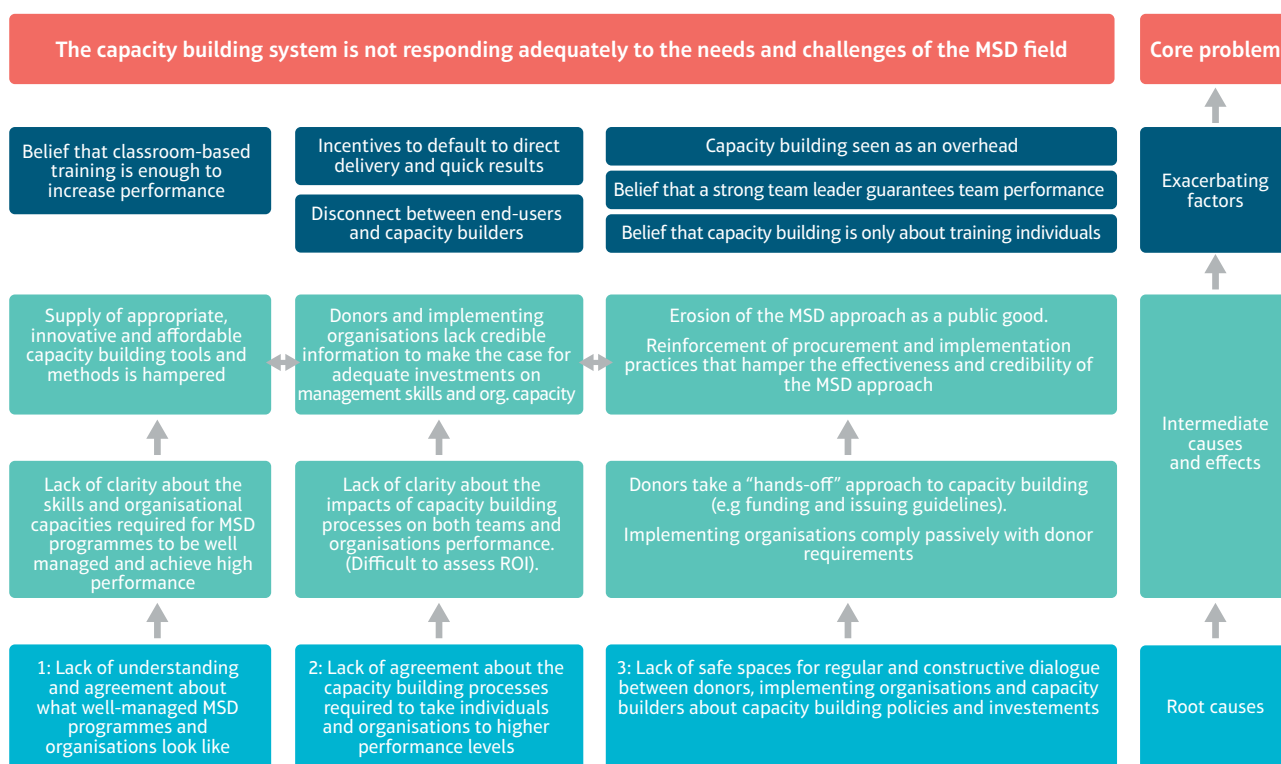 The capacity building system is not responding adequately to the needs and challenges of the MSD field
Core problem
Belief that classroom-based
training is enough to
increase performance
Incentives to default to direct
delivery and quick results
Disconnect between end-users
and capacity builders
Capacity building seen as an overhead
Belief that a strong team leader guarantees team performance
Belief that capacity building is only about training individuals
Exacerbating
factors
Supply of appropriate,
innovative and affordable
capacity building tools and
methods is hampered
Donors and implementing
organisations lack credible
information to make the case for
adequate investments on
management skills and org. capacity
Erosion of the MSD approach as a public good.
Reinforcement of procurement and implementation
practices that hamper the effectiveness and credibility of
the MSD approach
Intermediate
causes
and effects
Lack of clarity about the
skills and organisational
capacities required for MSD
programmes to be well
managed and achieve high
performance
Lack of clarity about the
impacts of capacity building
processes on both teams and
organisations performance.
(Difficult to assess ROI).
Donors take a “hands-off” approach to capacity building
(e.g funding and issuing guidelines).
Implementing organisations comply passively with donor
requirements
1: Lack of understanding
and agreement about
what well-managed MSD
programmes and
organisations look like
2: Lack of agreement about the
capacity building processes
required to take individuals
and organisations to higher
performance levels
3: Lack of safe spaces for regular and constructive dialogue
between donors, implementing organisations and capacity
builders about capacity building policies and investements
Root causes